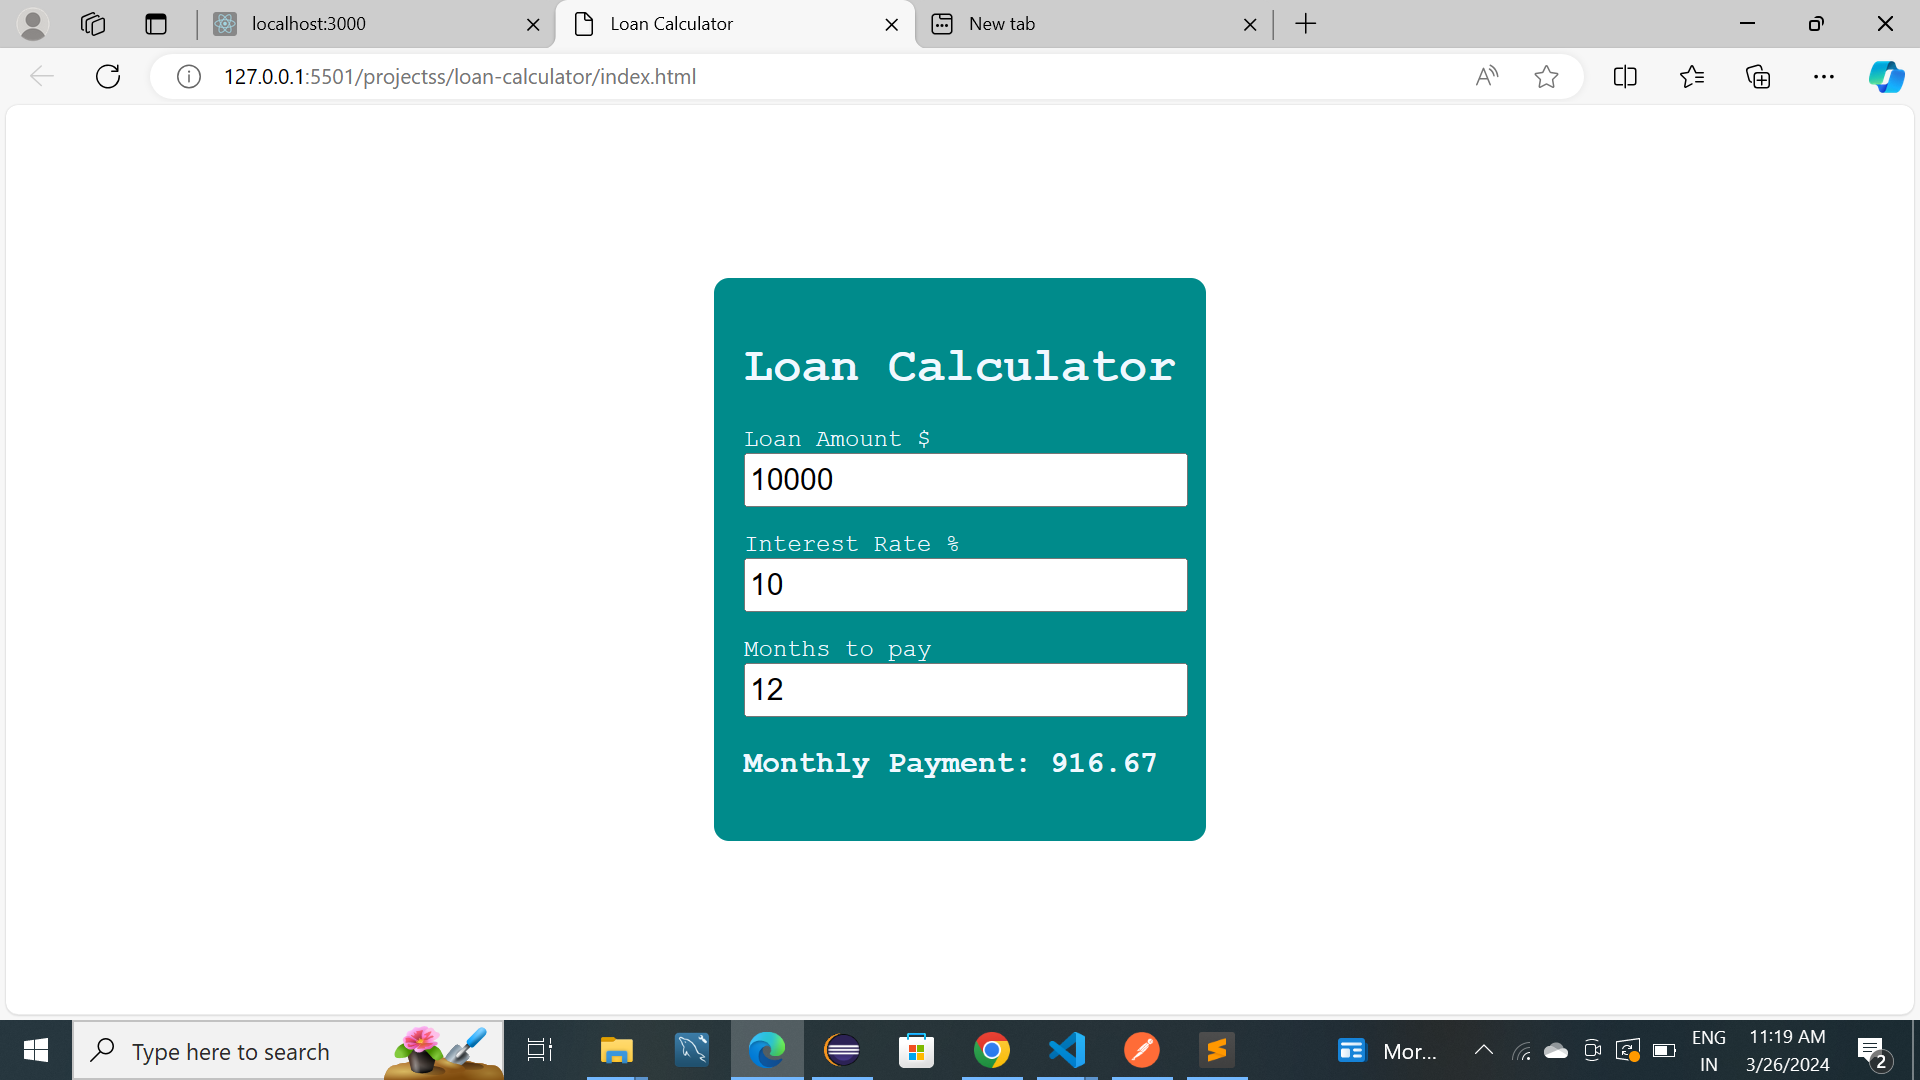 localhost:3000
Loan Calculator
New tab
127.0.0.1:5501/projectss/loan-calculator/index.html
Loan Calculator
Loan Amount $
10000
Interest Rate %
10
Months to pay
12
Monthly Payment: 916.67
Type here to search
Mor...
ENG
IN
11:19 AM
3/26/2024
2